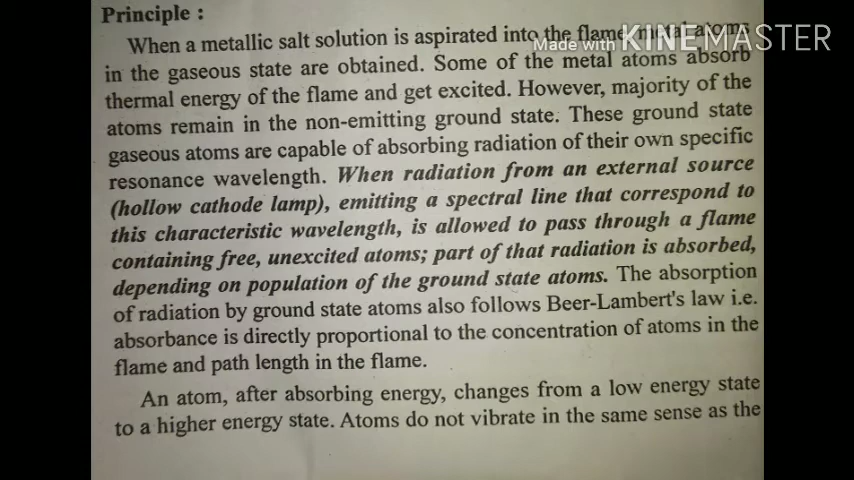 Principle :
When a metallic salt solution is aspirated into the flame, metal atoms
Made with KINEMASTER
in the gaseous state are obtained. Some of the metal atoms absorb
thermal energy of the flame and get excited. However, majority of the
atoms remain in the non-emitting ground state. These ground state
gaseous atoms are capable of absorbing radiation of their own specific
resonance wavelength. When radiation from an external source
(hollow cathode lamp), emitting a spectral line that correspond to
this characteristic wavelength, is allowed to pass through a flame
containing free, unexcited atoms; part of that radiation is absorbed,
depending on population of the ground state atoms. The absorption
of radiation by ground state atoms also follows Beer-Lambert's law i.e.
absorbance is directly proportional to the concentration of atoms in the
flame and path length in the flame.
An atom, after absorbing energy, changes from a low energy state
to a higher energy state. Atoms do not vibrate in the same sense as the